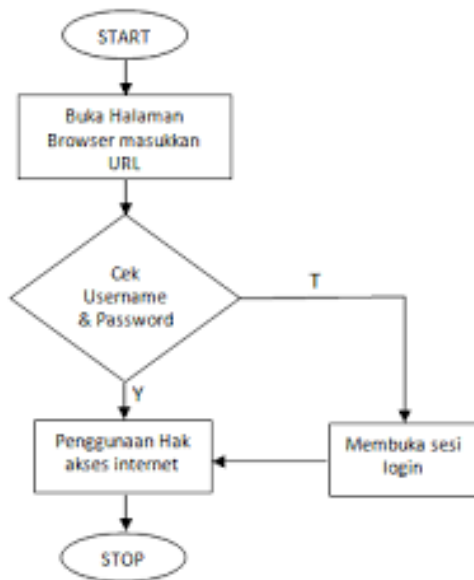 START
Buka Halaman
Browser masukkan
URL
Cek
Username
& Password
T
Y
Penggunaan Hak
akses internet
Membuka sesi
login
STOP